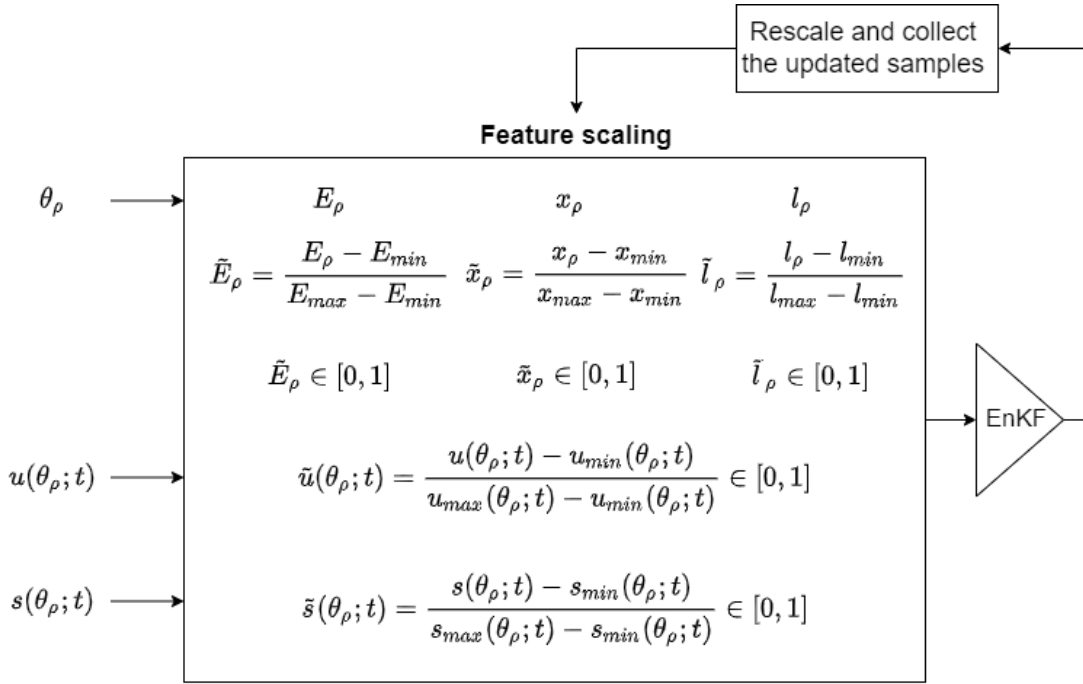 Rescale and collect
the updated samples
Feature scaling
θ_ρ E_ρ x_ρ l_ρ
Ẽ_ρ = (E_ρ − E_min)/(E_max − E_min) x̃_ρ = (x_ρ − x_min)/(x_max − x_min) l̃_ρ = (l_ρ − l_min)/(l_max − l_min)
Ẽ_ρ ∈ [0, 1] x̃_ρ ∈ [0, 1] l̃_ρ ∈ [0, 1]
EnKF
u(θ_ρ; t) ũ(θ_ρ; t) = (u(θ_ρ; t) − u_min(θ_ρ; t))/(u_max(θ_ρ; t) − u_min(θ_ρ; t)) ∈ [0, 1]
s(θ_ρ; t) s̃(θ_ρ; t) = (s(θ_ρ; t) − s_min(θ_ρ; t))/(s_max(θ_ρ; t) − s_min(θ_ρ; t)) ∈ [0, 1]